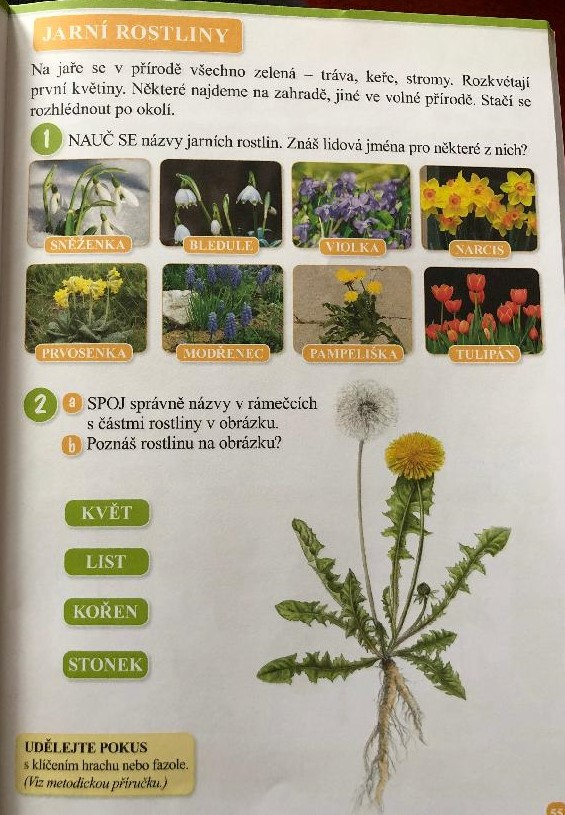 JARNÍ ROSTLINY
Na jaře se v přírodě všechno zelená – tráva, keře, stromy. Rozkvétají
první květiny. Některé najdeme na zahradě, jiné ve volné přírodě. Stačí se
rozhlédnout po okolí.
1 NAUČ SE názvy jarních rostlin. Znáš lidová jména pro některé z nich?
SNĚŽENKA BLEDULE VIOLKA NARCIS
PRVOSENKA MODŘENEC PAMPELIŠKA TULIPÁN
2 a SPOJ správně názvy v rámečcích
s částmi rostliny v obrázku.
b Poznáš rostlinu na obrázku?
KVĚT
LIST
KOŘEN
STONEK
UDĚLEJTE POKUS
s klíčením hrachu nebo fazole.
(Viz metodickou příručku.)
55